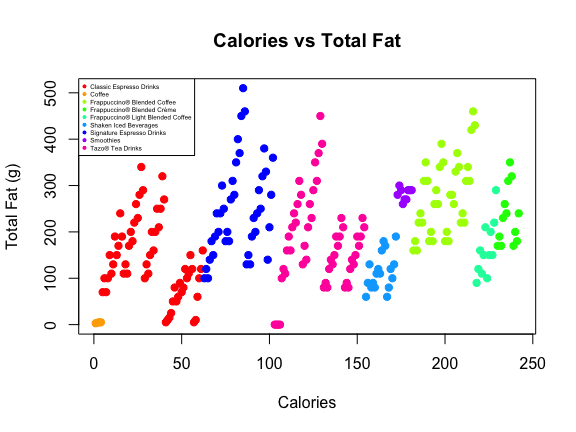 Calories vs Total Fat
Classic Espresso Drinks
Coffee
Frappuccino® Blended Coffee
Frappuccino® Blended Crème
Frappuccino® Light Blended Coffee
Shaken Iced Beverages
Signature Espresso Drinks
Smoothies
Tazo® Tea Drinks
Total Fat (g)
500
400
300
200
100
0
0
50
100
150
200
250
Calories